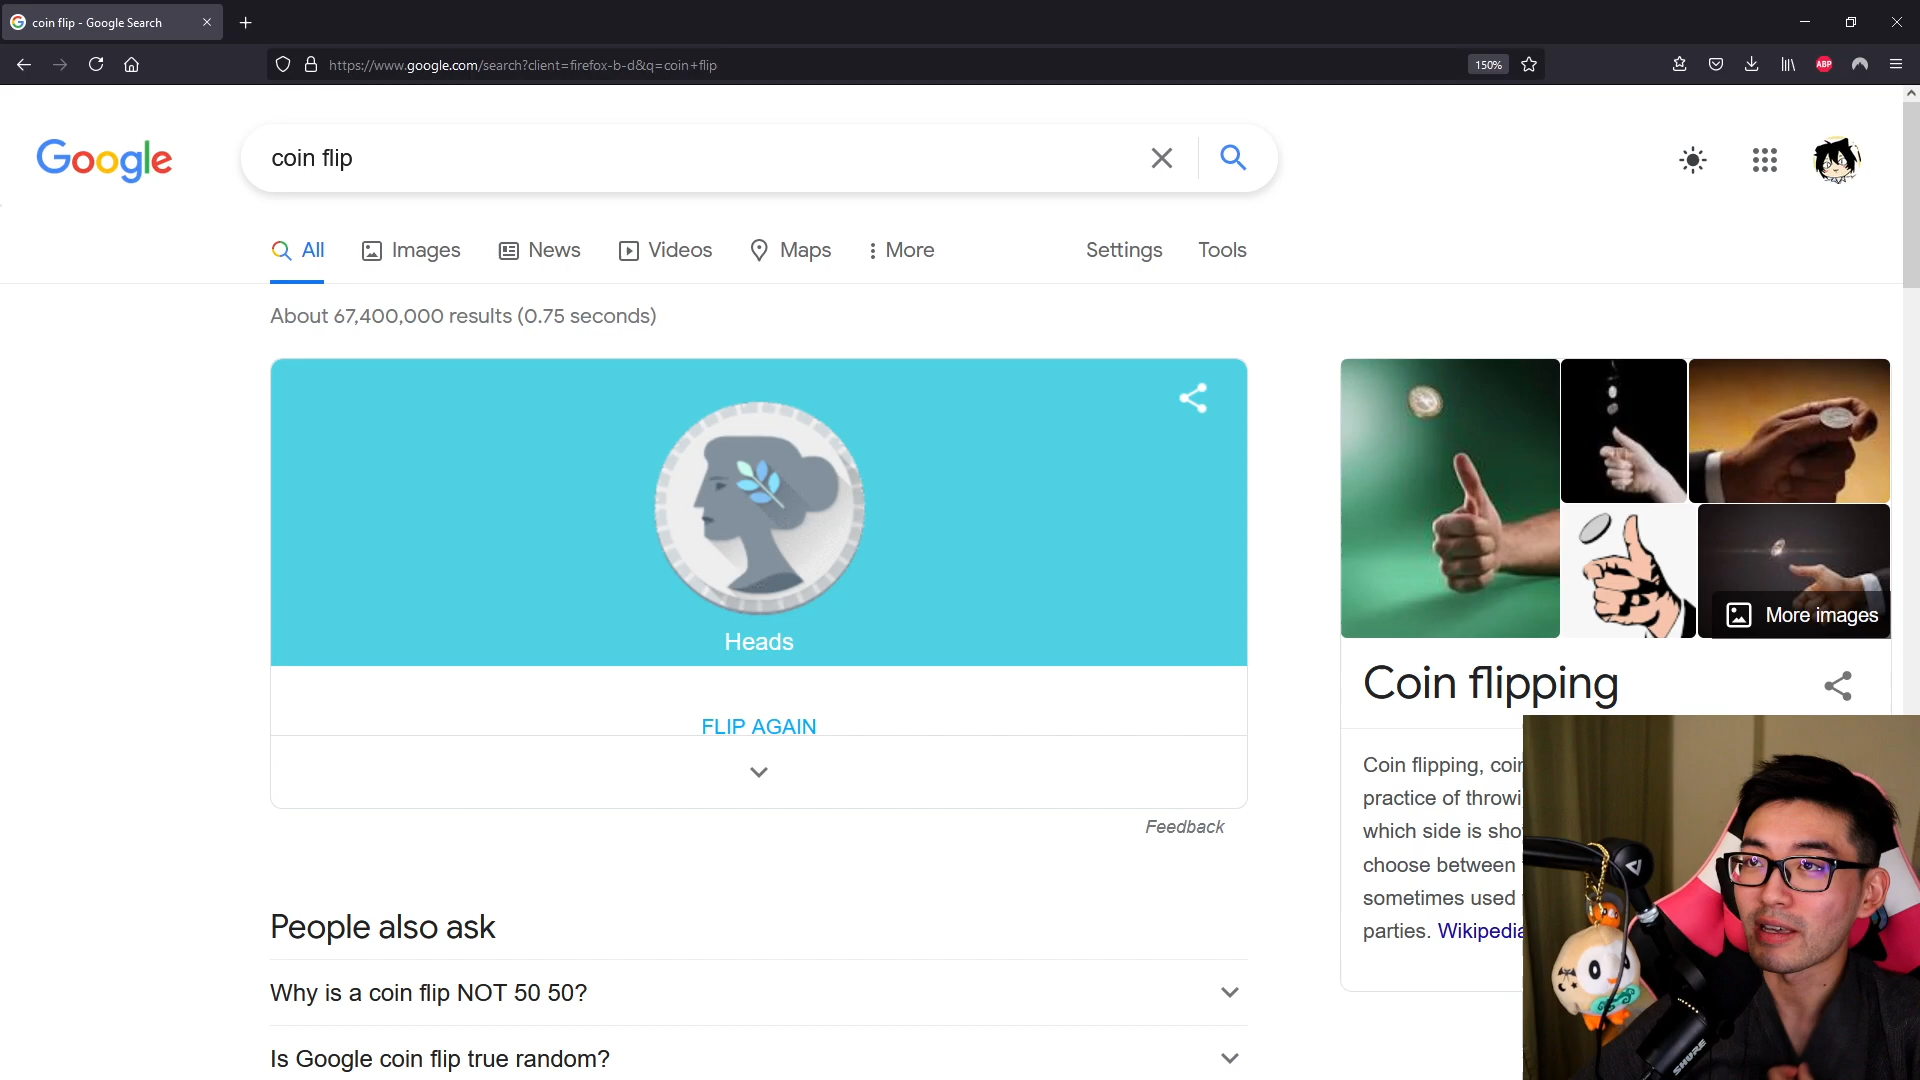 coin flip - Google Search
https://www.google.com/search?client=firefox-b-d&q=coin+flip
150%
ABP
Google
coin flip
All
Images
News
Videos
Maps
More
Settings
Tools
About 67,400,000 results (0.75 seconds)
Heads
FLIP AGAIN
Feedback
More images
Coin flipping
Coin flipping, coin
practice of throwi
which side is sho
choose between
sometimes used
parties. Wikipedia
People also ask
Why is a coin flip NOT 50 50?
Is Google coin flip true random?
SHURE